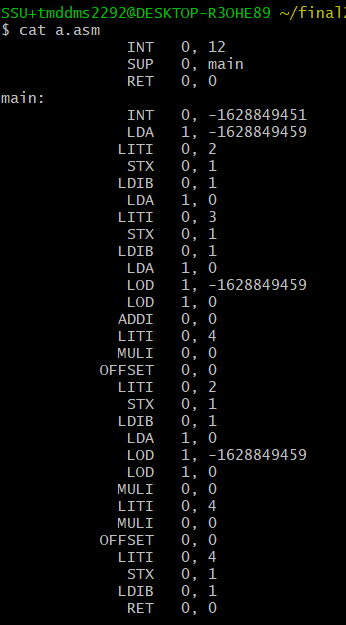 SSU+tmddms2292@DESKTOP-R3OHE89 ~/final2
$ cat a.asm
INT 0, 12
SUP 0, main
RET 0, 0
main:
INT 0, -1628849451
LDA 1, -1628849459
LITI 0, 2
STX 0, 1
LDIB 0, 1
LDA 1, 0
LITI 0, 3
STX 0, 1
LDIB 0, 1
LDA 1, 0
LOD 1, -1628849459
LOD 1, 0
ADDI 0, 0
LITI 0, 4
MULI 0, 0
OFFSET 0, 0
LITI 0, 2
STX 0, 1
LDIB 0, 1
LDA 1, 0
LOD 1, -1628849459
LOD 1, 0
MULI 0, 0
LITI 0, 4
MULI 0, 0
OFFSET 0, 0
LITI 0, 4
STX 0, 1
LDIB 0, 1
RET 0, 0